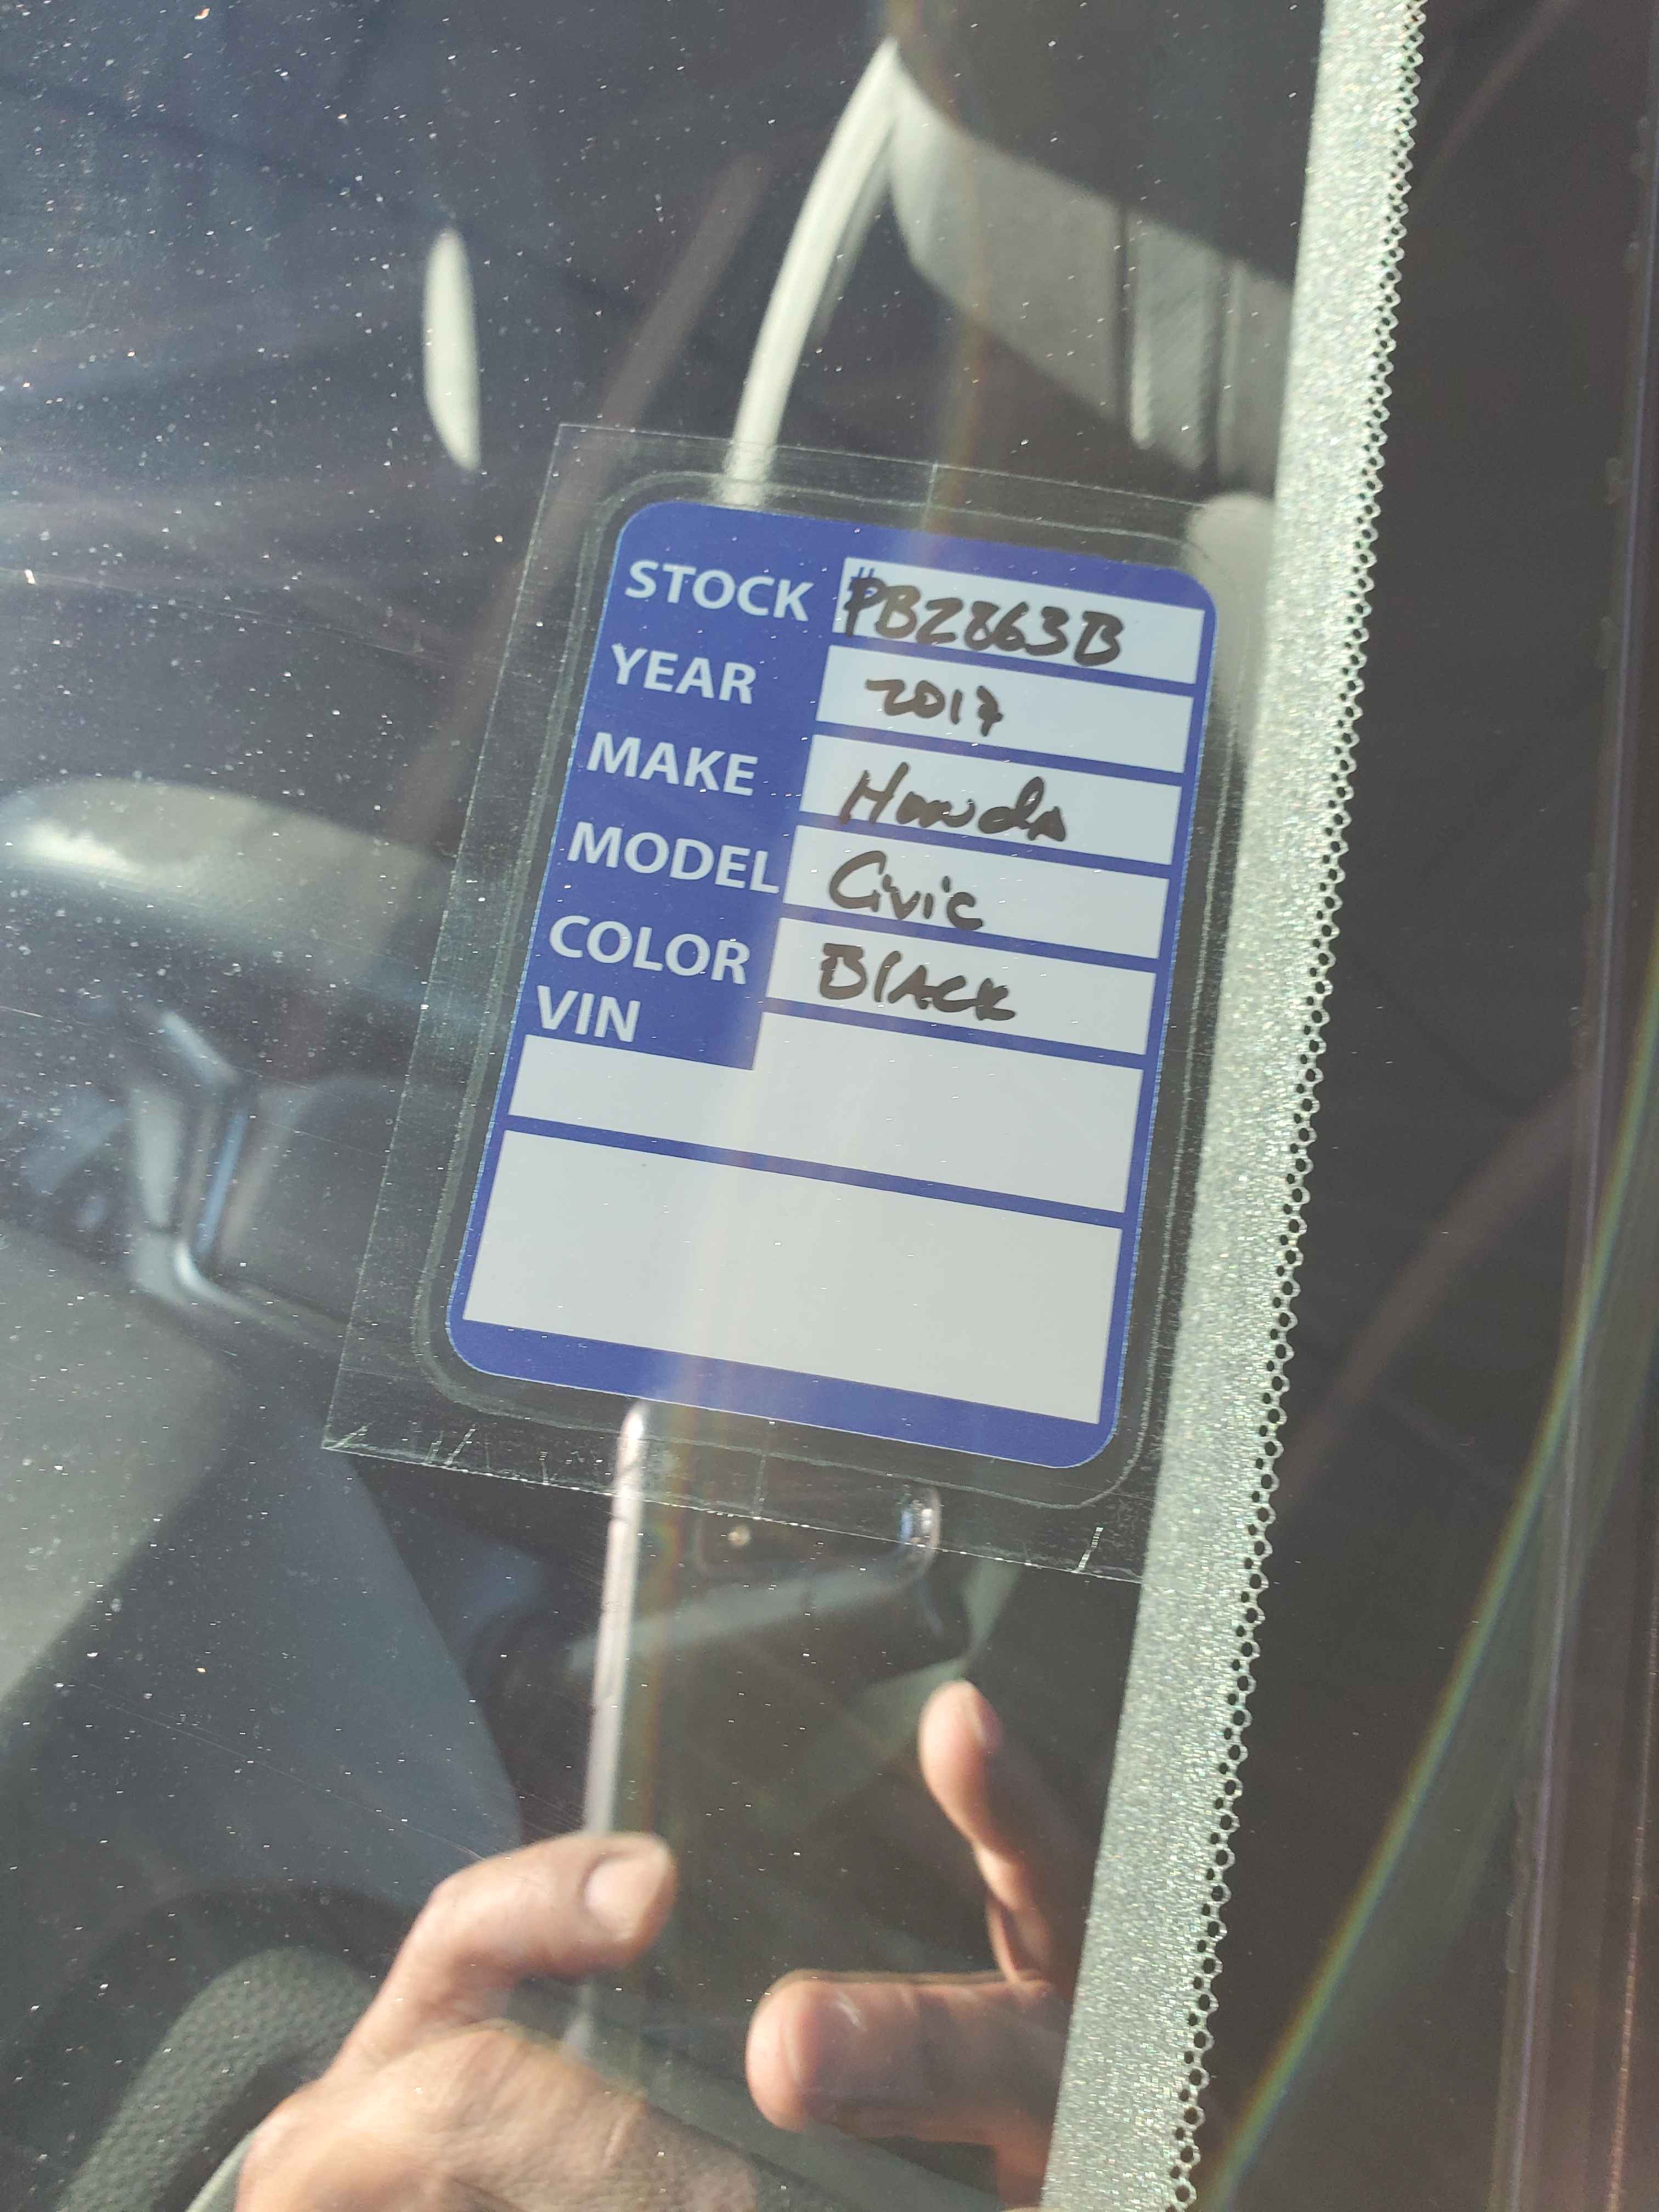 STOCK PB2863B
YEAR 2017
MAKE Honda
MODEL Civic
COLOR Black
VIN